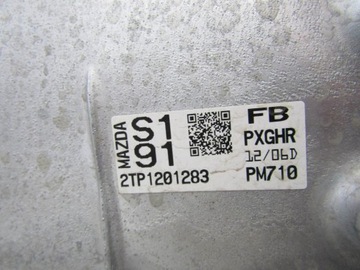 MAZDA
S1
91
2TP1201283
FB
PXGHR
12/06D
PM710